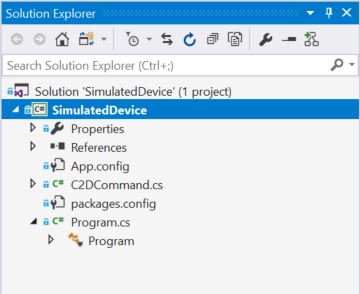 Solution Explorer
Search Solution Explorer (Ctrl+;)
Solution 'SimulatedDevice' (1 project)
C# SimulatedDevice
Properties
References
App.config
C# C2DCommand.cs
packages.config
C# Program.cs
Program